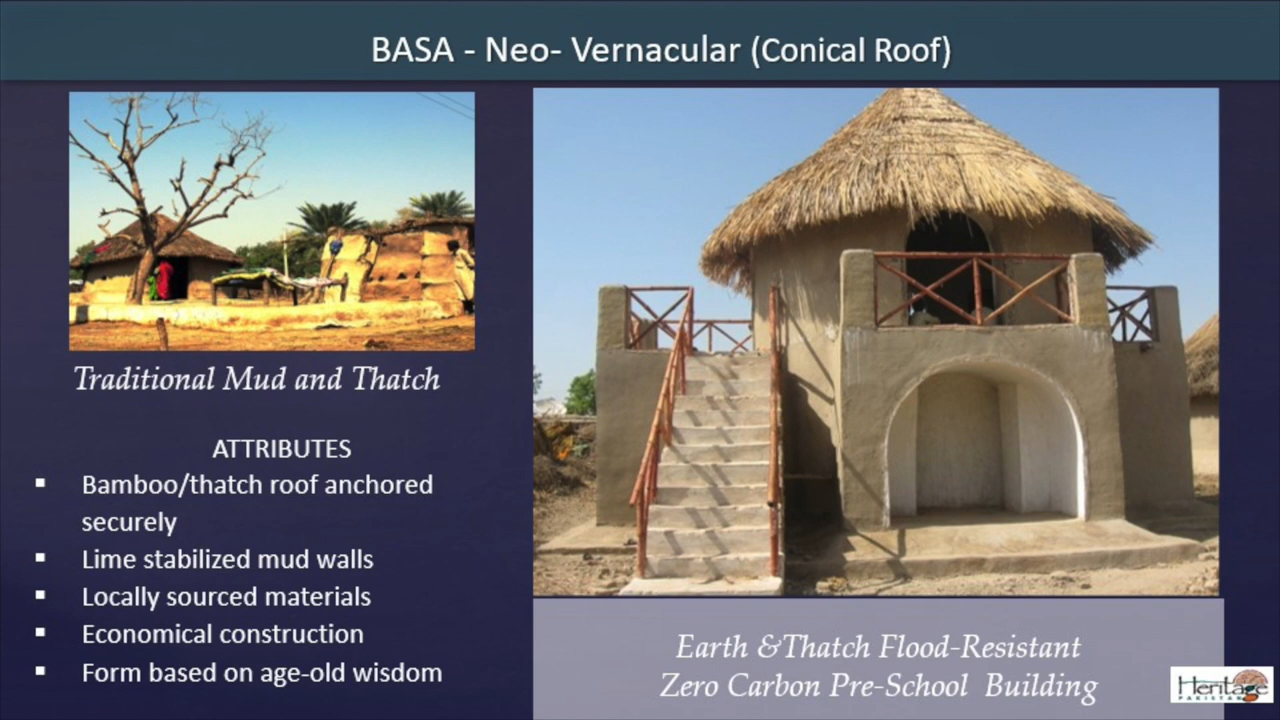 BASA - Neo- Vernacular (Conical Roof)
Traditional Mud and Thatch
ATTRIBUTES
▪ Bamboo/thatch roof anchored
securely
▪ Lime stabilized mud walls
▪ Locally sourced materials
▪ Economical construction
▪ Form based on age-old wisdom
Earth &Thatch Flood-Resistant
Zero Carbon Pre-School Building
Heritage
PAKISTAN